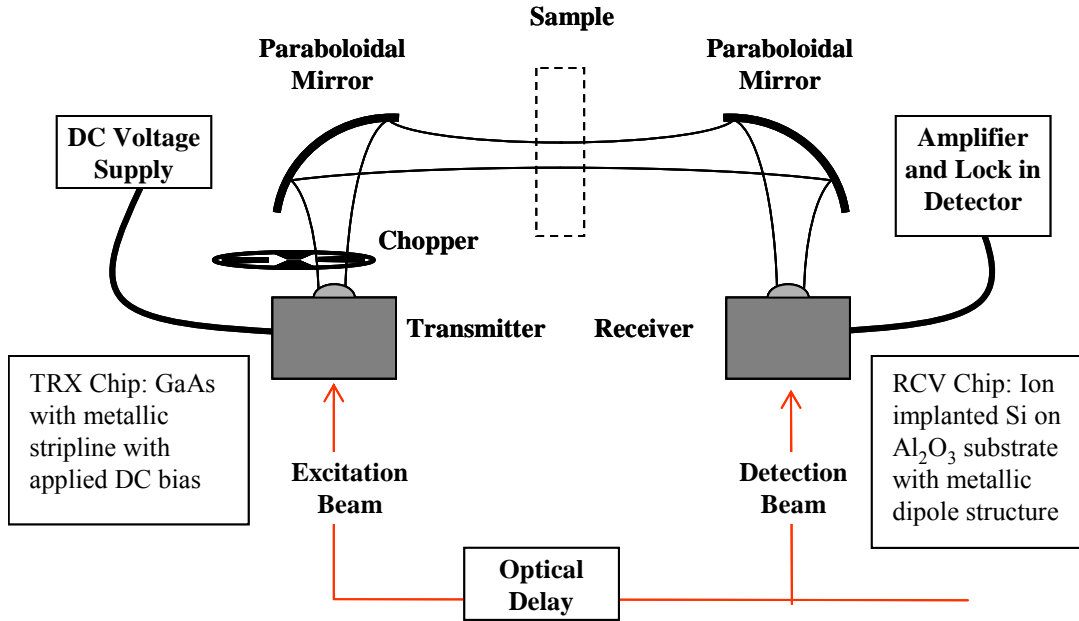 Sample
Paraboloidal
Mirror
Paraboloidal
Mirror
DC Voltage
Supply
Amplifier
and Lock in
Detector
Chopper
Transmitter
Receiver
TRX Chip: GaAs
with metallic
stripline with
applied DC bias
RCV Chip: Ion
implanted Si on
Al₂O₃ substrate
with metallic
dipole structure
Excitation
Beam
Detection
Beam
Optical
Delay